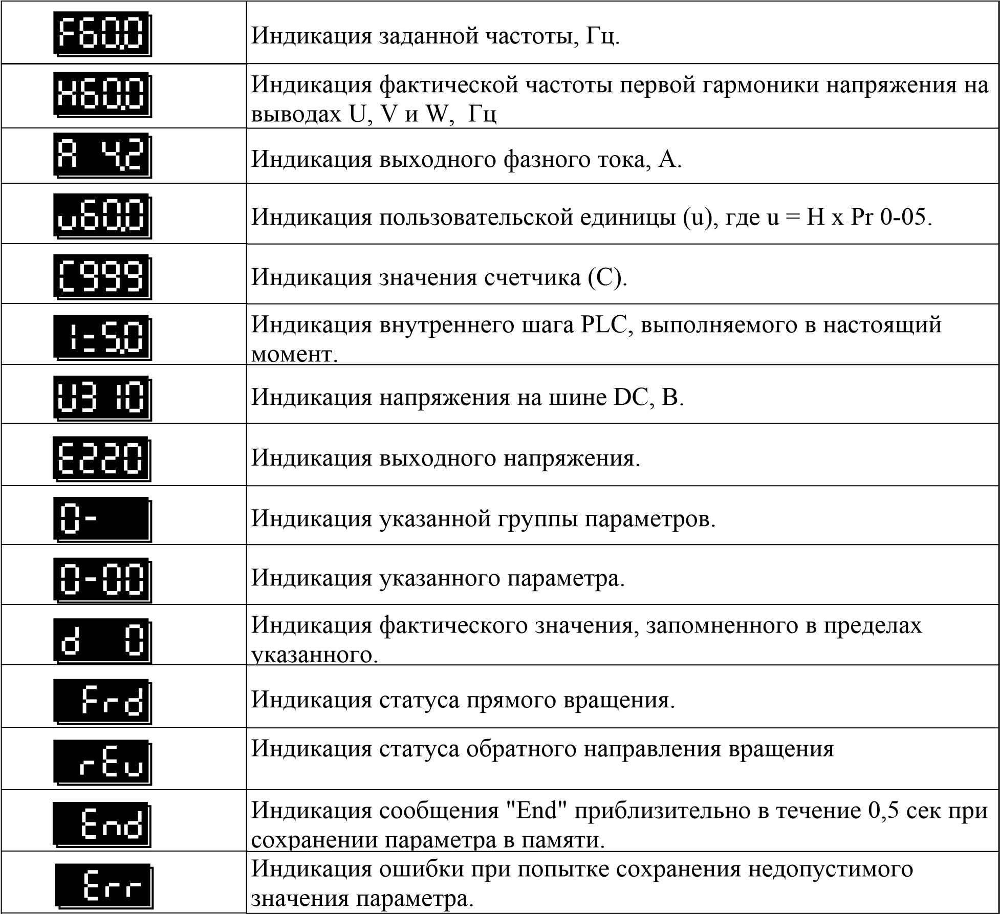 F60.0
Индикация заданной частоты, Гц.
H60.0
Индикация фактической частоты первой гармоники напряжения на
выводах U, V и W,  Гц
A 4.2
Индикация выходного фазного тока, А.
u60.0
Индикация пользовательской единицы (u), где u = H x Pr 0-05.
C999
Индикация значения счетчика (С).
1=5.0
Индикация внутреннего шага PLC, выполняемого в настоящий
момент.
U310
Индикация напряжения на шине DC, В.
E220
Индикация выходного напряжения.
0-
Индикация указанной группы параметров.
0-00
Индикация указанного параметра.
d 0
Индикация фактического значения, запомненного в пределах
указанного.
Frd
Индикация статуса прямого вращения.
rEu
Индикация статуса обратного направления вращения
End
Индикация сообщения "End" приблизительно в течение 0,5 сек при
сохранении параметра в памяти.
Err
Индикация ошибки при попытке сохранения недопустимого
значения параметра.